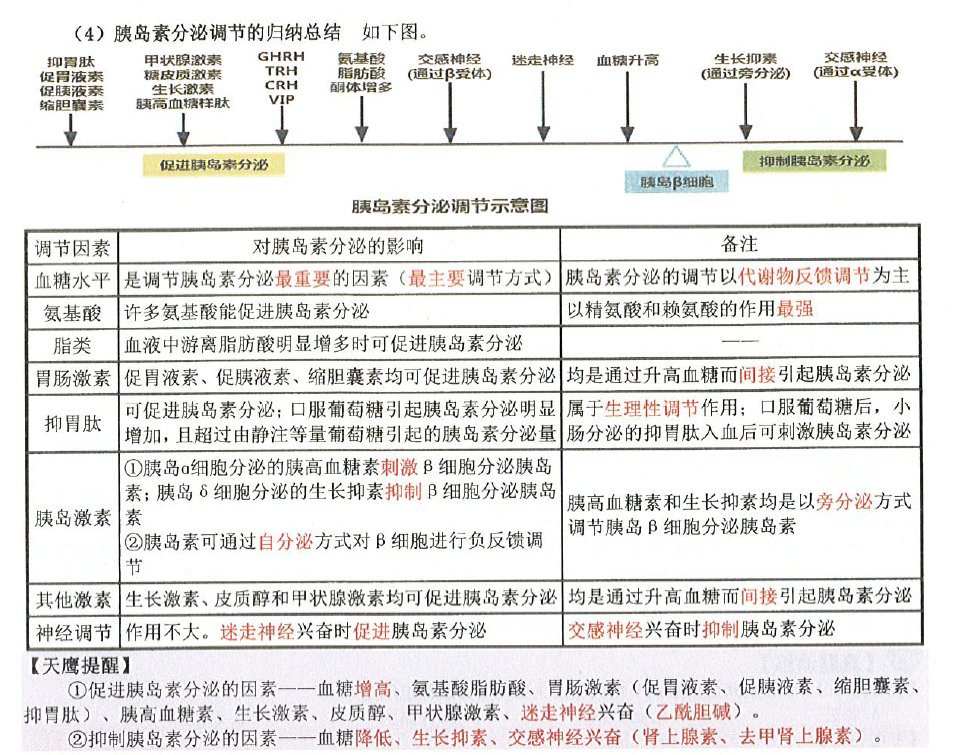 （4）胰岛素分泌调节的归纳总结　如下图。
抑胃肽
促胃液素
促胰液素
缩胆囊素
甲状腺激素
糖皮质激素
生长激素
胰高血糖样肽
GHRH
TRH
CRH
VIP
氨基酸
脂肪酸
酮体增多
交感神经
(通过β受体)
迷走神经
血糖升高
生长抑素
(通过旁分泌)
交感神经
(通过α受体)
促进胰岛素分泌
胰岛β细胞
抑制胰岛素分泌
胰岛素分泌调节示意图
调节因素 对胰岛素分泌的影响 备注
血糖水平 是调节胰岛素分泌最重要的因素（最主要调节方式） 胰岛素分泌的调节以代谢物反馈调节为主
氨基酸 许多氨基酸能促进胰岛素分泌 以精氨酸和赖氨酸的作用最强
脂类 血液中游离脂肪酸明显增多时可促进胰岛素分泌 ——
胃肠激素 促胃液素、促胰液素、缩胆囊素均可促进胰岛素分泌 均是通过升高血糖而间接引起胰岛素分泌
抑胃肽
可促进胰岛素分泌；口服葡萄糖引起胰岛素分泌明显
增加，且超过由静注等量葡萄糖引起的胰岛素分泌量
属于生理性调节作用；口服葡萄糖后，小
肠分泌的抑胃肽入血后可刺激胰岛素分泌
胰岛激素
①胰岛α细胞分泌的胰高血糖素刺激β细胞分泌胰岛
素；胰岛δ细胞分泌的生长抑素抑制β细胞分泌胰岛
素
②胰岛素可通过自分泌方式对β细胞进行负反馈调
节
胰高血糖素和生长抑素均是以旁分泌方式
调节胰岛β细胞分泌胰岛素
其他激素 生长激素、皮质醇和甲状腺激素均可促进胰岛素分泌 均是通过升高血糖而间接引起胰岛素分泌
神经调节 作用不大。迷走神经兴奋时促进胰岛素分泌 交感神经兴奋时抑制胰岛素分泌
【天鹰提醒】
①促进胰岛素分泌的因素——血糖增高、氨基酸脂肪酸、胃肠激素（促胃液素、促胰液素、缩胆囊素、
抑胃肽）、胰高血糖素、生长激素、皮质醇、甲状腺激素、迷走神经兴奋（乙酰胆碱）。
②抑制胰岛素分泌的因素——血糖降低、生长抑素、交感神经兴奋（肾上腺素、去甲肾上腺素）。